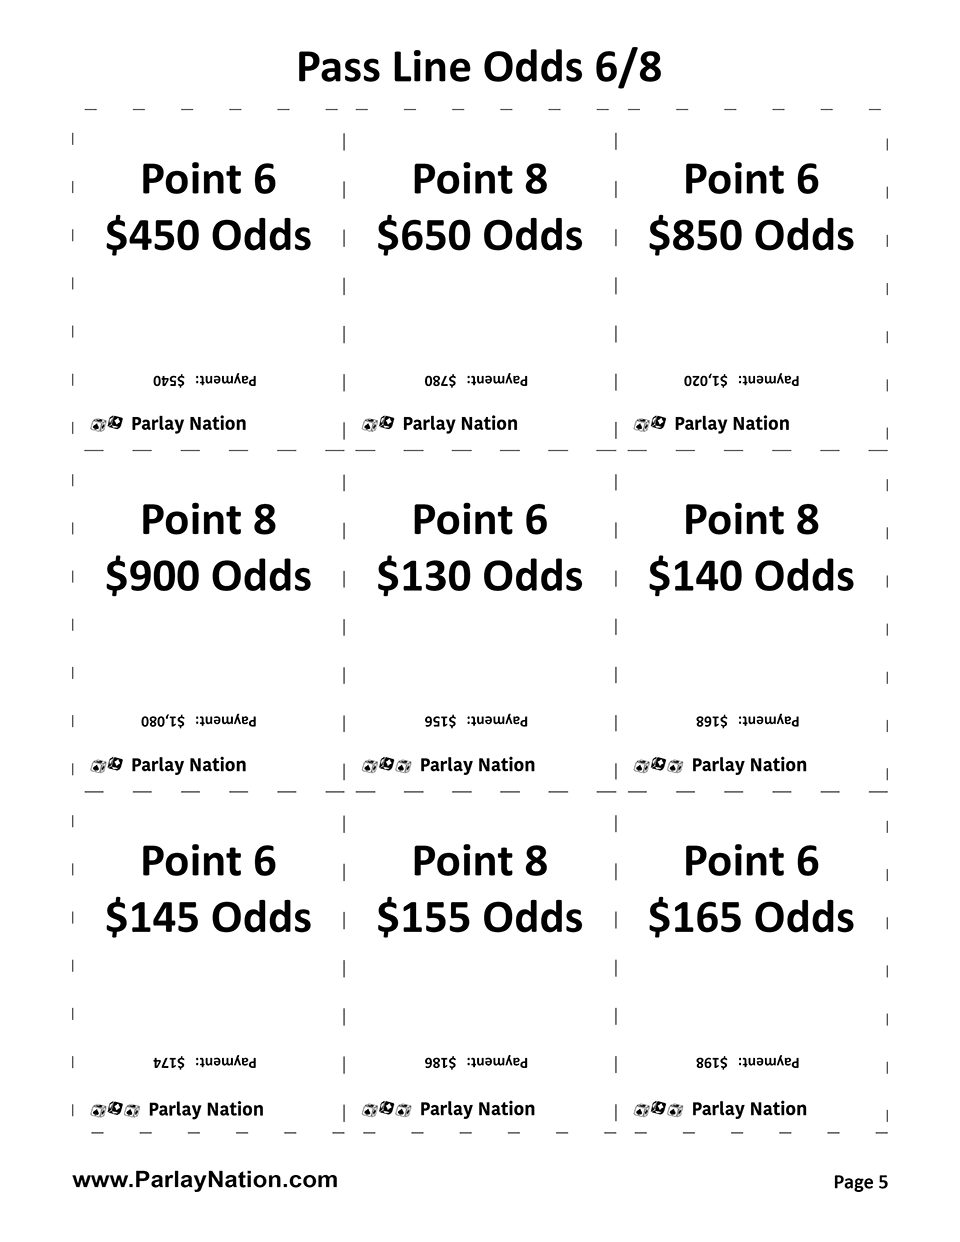 Pass Line Odds 6/8
Point 6
$450 Odds
Payment: $540
Parlay Nation
Point 8
$650 Odds
Payment: $780
Parlay Nation
Point 6
$850 Odds
Payment: $1,020
Parlay Nation
Point 8
$900 Odds
Payment: $1,080
Parlay Nation
Point 6
$130 Odds
Payment: $156
Parlay Nation
Point 8
$140 Odds
Payment: $168
Parlay Nation
Point 6
$145 Odds
Payment: $174
Parlay Nation
Point 8
$155 Odds
Payment: $186
Parlay Nation
Point 6
$165 Odds
Payment: $198
Parlay Nation
www.ParlayNation.com
Page 5